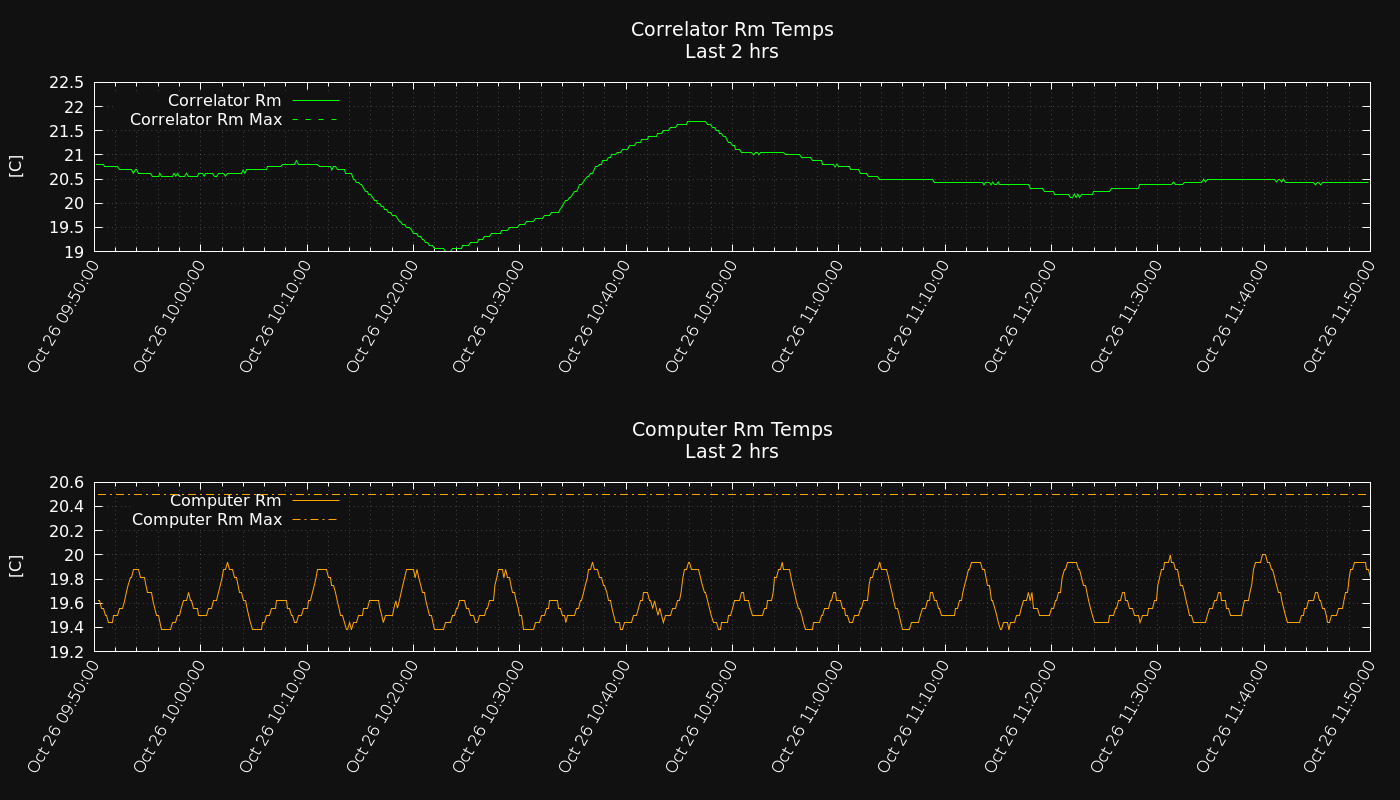 Correlator Rm Temps
Last 2 hrs
22.5
22
21.5
21
20.5
20
19.5
19
[C]
Correlator Rm
Correlator Rm Max
Oct 26 09:50:00
Oct 26 10:00:00
Oct 26 10:10:00
Oct 26 10:20:00
Oct 26 10:30:00
Oct 26 10:40:00
Oct 26 10:50:00
Oct 26 11:00:00
Oct 26 11:10:00
Oct 26 11:20:00
Oct 26 11:30:00
Oct 26 11:40:00
Oct 26 11:50:00
Computer Rm Temps
Last 2 hrs
20.6
20.4
20.2
20
19.8
19.6
19.4
19.2
[C]
Computer Rm
Computer Rm Max
Oct 26 09:50:00
Oct 26 10:00:00
Oct 26 10:10:00
Oct 26 10:20:00
Oct 26 10:30:00
Oct 26 10:40:00
Oct 26 10:50:00
Oct 26 11:00:00
Oct 26 11:10:00
Oct 26 11:20:00
Oct 26 11:30:00
Oct 26 11:40:00
Oct 26 11:50:00